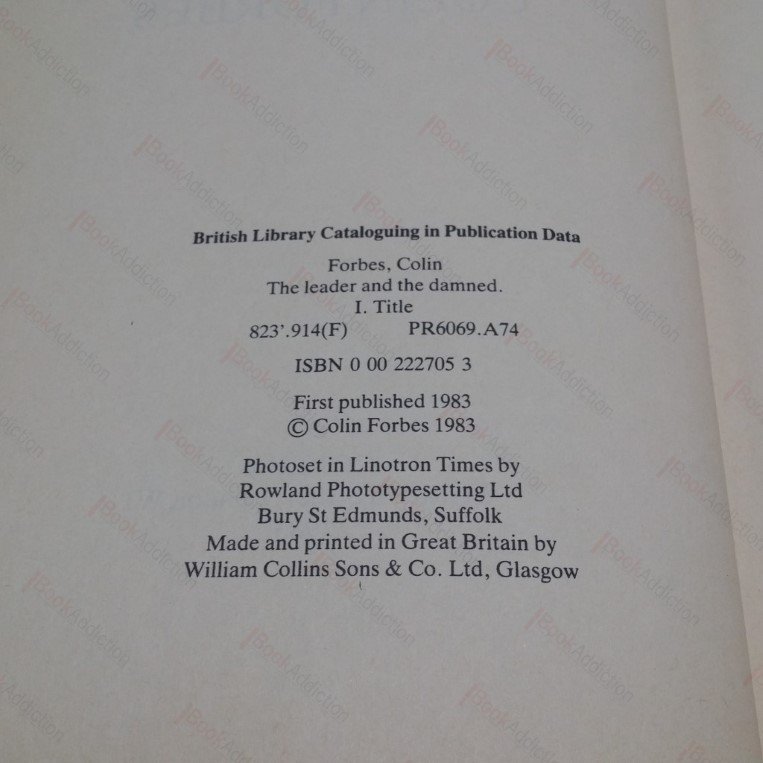 British Library Cataloguing in Publication Data
Forbes, Colin
The leader and the damned.
I. Title
823'.914(F) PR6069.A74
ISBN 0 00 222705 3
First published 1983
© Colin Forbes 1983
Photoset in Linotron Times by
Rowland Phototypesetting Ltd
Bury St Edmunds, Suffolk
Made and printed in Great Britain by
William Collins Sons & Co. Ltd, Glasgow
BookAddiction